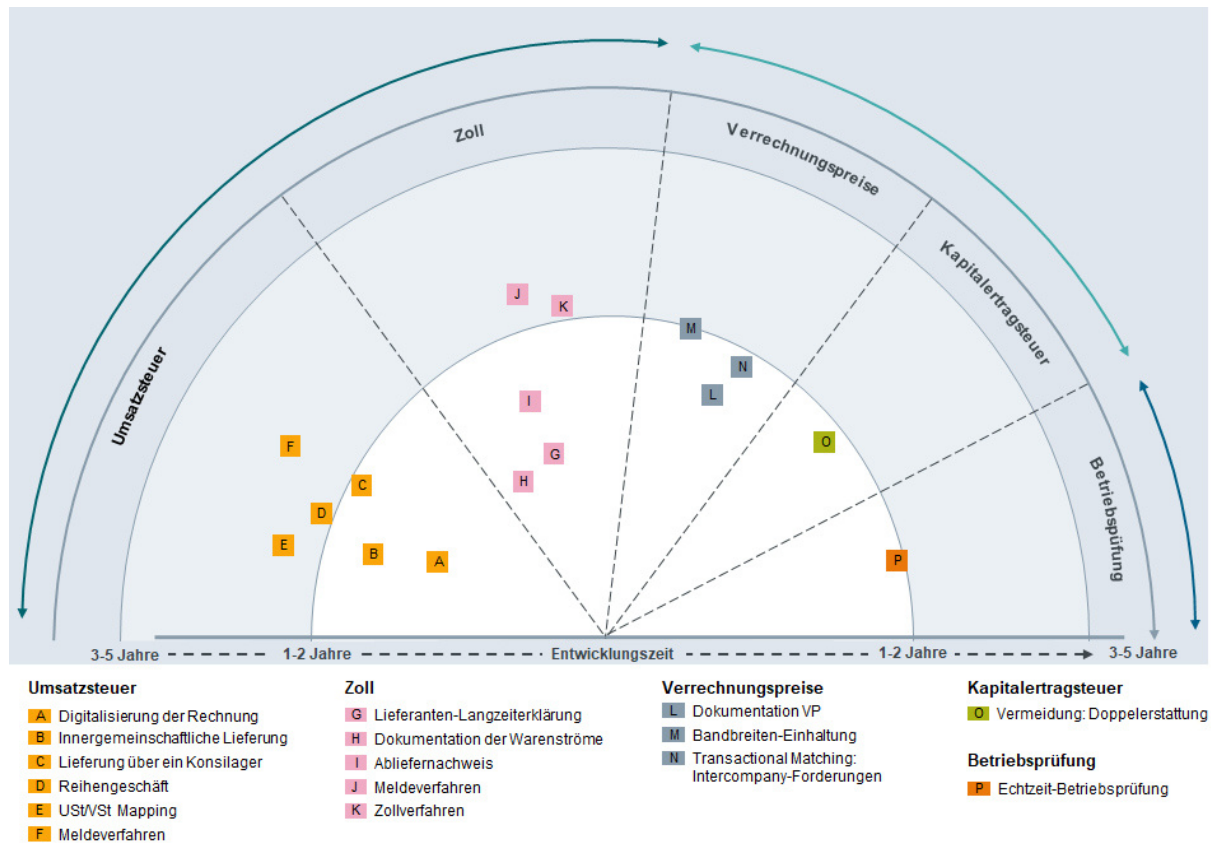 Zoll
Verrechnungspreise
Kapitalertragsteuer
Umsatzsteuer
Betriebspüfung
J
K
M
N
I
L
F
O
G
C
H
D
E
B
A
P
3-5 Jahre
1-2 Jahre
Entwicklungszeit
1-2 Jahre
3-5 Jahre
Umsatzsteuer
A Digitalisierung der Rechnung
B Innergemeinschaftliche Lieferung
C Lieferung über ein Konsilager
D Reihengeschäft
E USt/VSt Mapping
F Meldeverfahren
Zoll
G Lieferanten-Langzeiterklärung
H Dokumentation der Warenströme
I Abliefernachweis
J Meldeverfahren
K Zollverfahren
Verrechnungspreise
L Dokumentation VP
M Bandbreiten-Einhaltung
N Transactional Matching:
Intercompany-Forderungen
Kapitalertragsteuer
O Vermeidung: Doppelerstattung
Betriebsprüfung
P Echtzeit-Betriebsprüfung